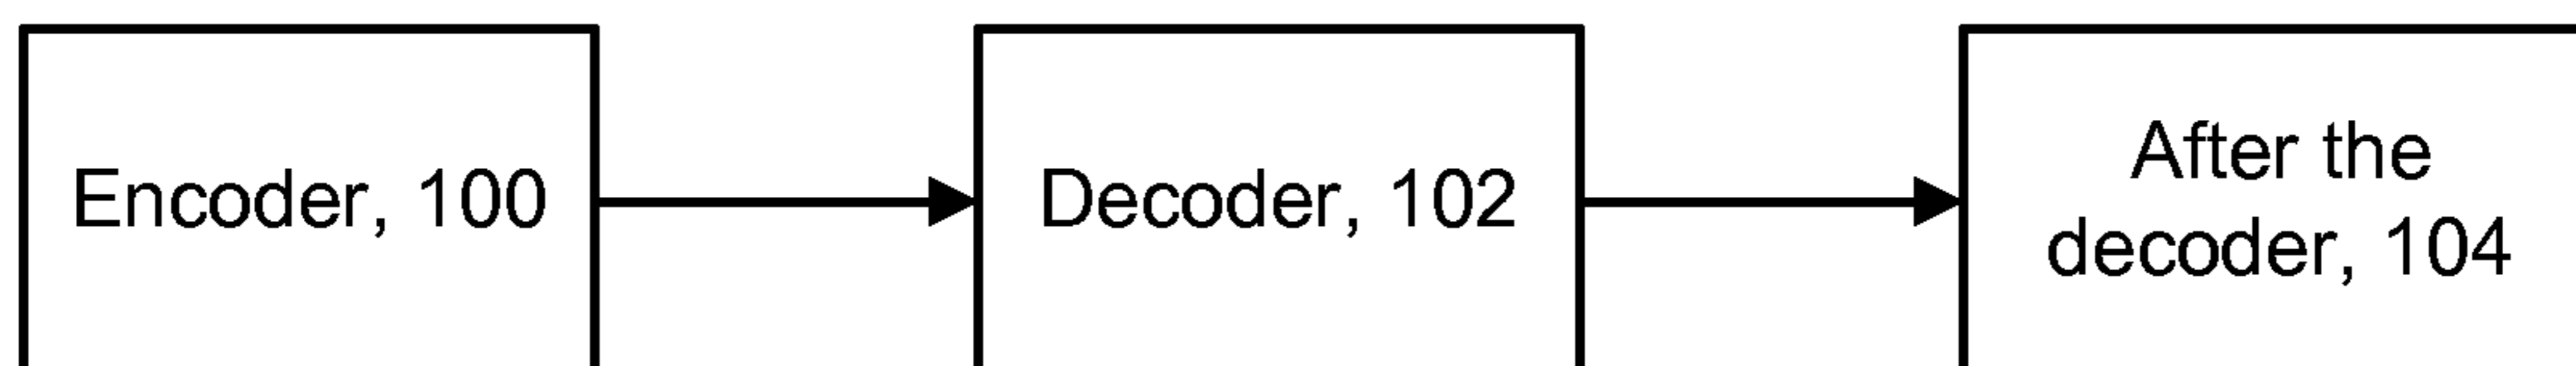 Encoder, 100
Decoder, 102
After the
decoder, 104